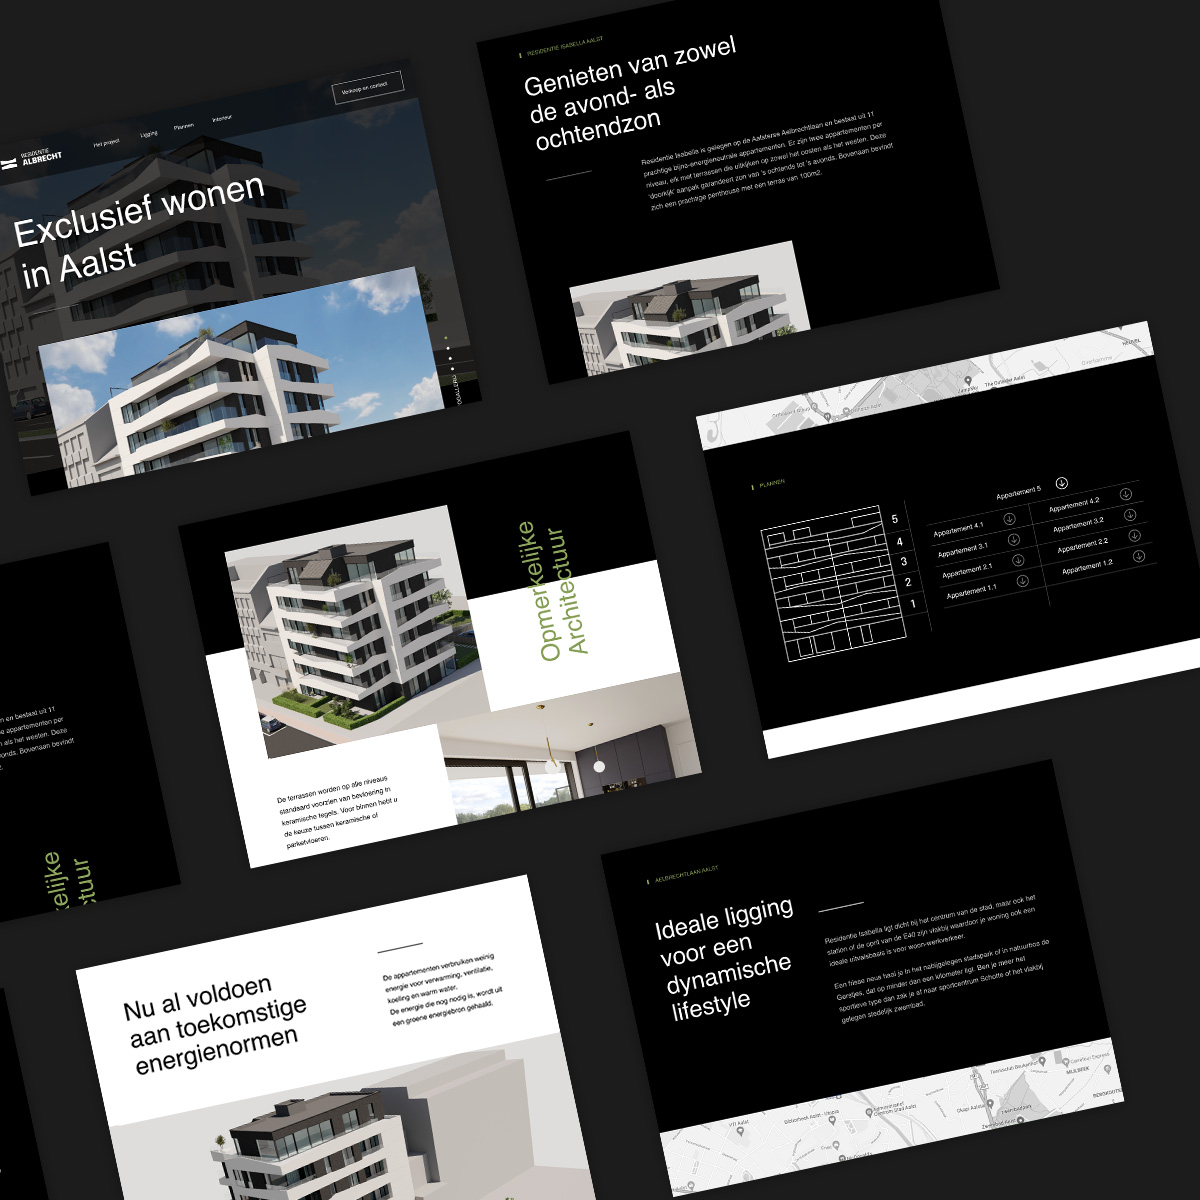 RESIDENTIE
ALBRECHT
Het project
Ligging
Plannen
Interieur
Verkoop en contact
Exclusief wonen
in Aalst
RESIDENTIE ISABELLA AALST
Genieten van zowel
de avond- als
ochtendzon
Residentie Isabella is gelegen op de Aalsterse Aelbrechtlaan en bestaat uit 11
prachtige bijna-energieneutrale appartementen. Er zijn twee appartementen per
niveau, elk met terrassen die uitkijken op zowel het oosten als het westen. Deze
'doorkijk' aanpak garandeert zon van 's ochtends tot 's avonds. Bovenaan bevindt
zich een prachtige penthouse met een terras van 100m2.
PLANNEN
5
4
3
2
1
Appartement 5
Appartement 4.1
Appartement 4.2
Appartement 3.1
Appartement 3.2
Appartement 2.1
Appartement 2.2
Appartement 1.1
Appartement 1.2
Opmerkelijke
Architectuur
De terrassen worden op alle niveaus
standaard voorzien van bevloering in
keramische tegels. Voor binnen hebt u
de keuze tussen keramische of
parketvloeren.
n en bestaat uit 11
e appartementen per
n als het westen. Deze
onds. Bovenaan bevindt
elijke
ctuur
Nu al voldoen
aan toekomstige
energienormen
De appartementen verbruiken weinig
energie voor verwarming, ventilatie,
koeling en warm water.
De energie die nog nodig is, wordt uit
een groene energiebron gehaald.
AELBRECHTLAAN AALST
Ideale ligging
voor een
dynamische
lifestyle
Residentie Isabella ligt dicht bij het centrum van de stad, maar ook het
station of de oprit van de E40 zijn vlakbij waardoor je woning ook een
ideale uitvalsbasis is voor woon-werkverkeer.
Een frisse neus haal je in het nabijgelegen stadspark of in natuurbos de
Gerstjes, dat op minder dan een kilometer ligt. Ben je meer het
sportieve type dan zak je af naar sportcentrum Schotte of het vlakbij
gelegen stedelijk zwembad.